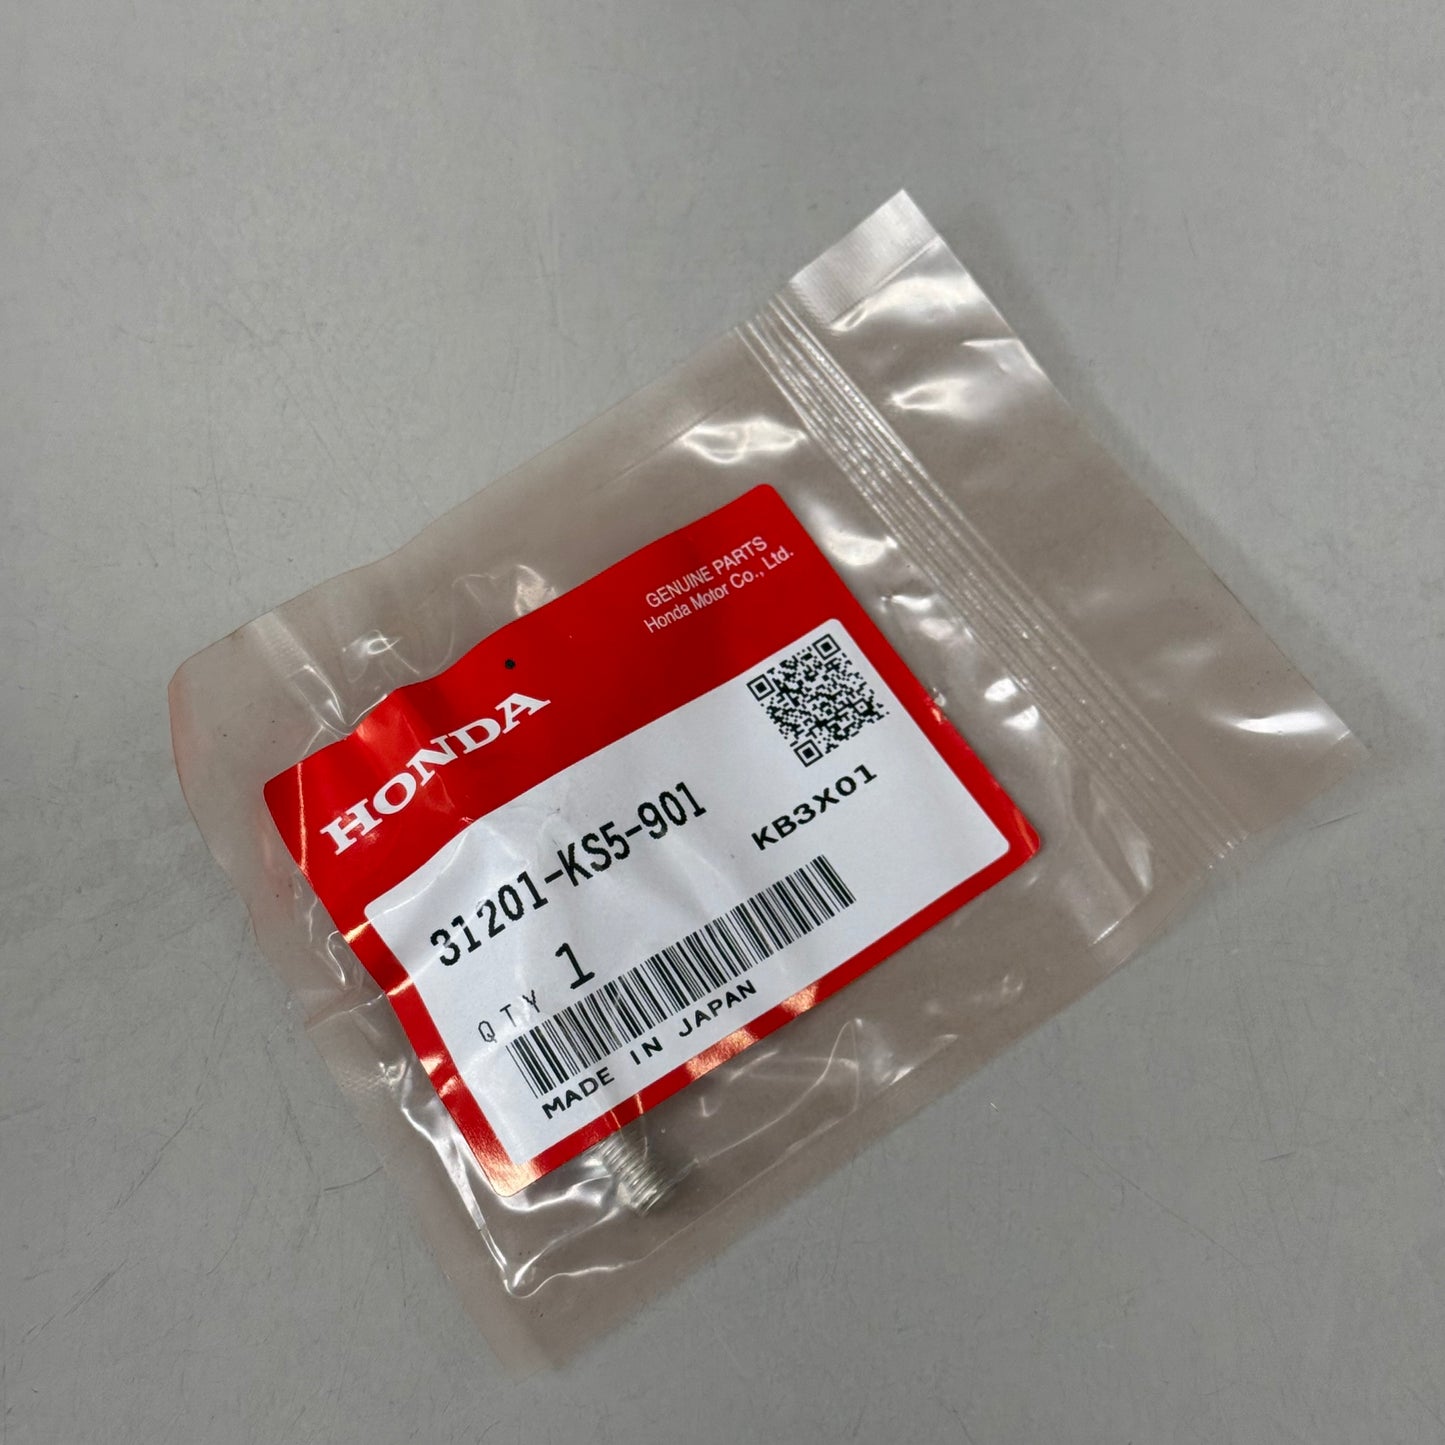 GENUINE PARTS
Honda Motor Co., Ltd.
HONDA
31201-KS5-901
KB3X01
QTY 1
MADE IN JAPAN